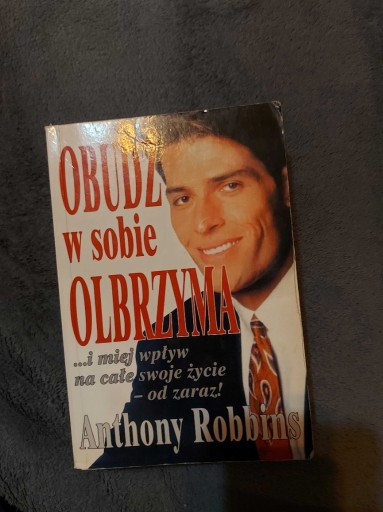 OBUDŹ
w sobie
OLBRZYMA
...i miej wpływ
na całe swoje życie
– od zaraz!
Anthony Robbins